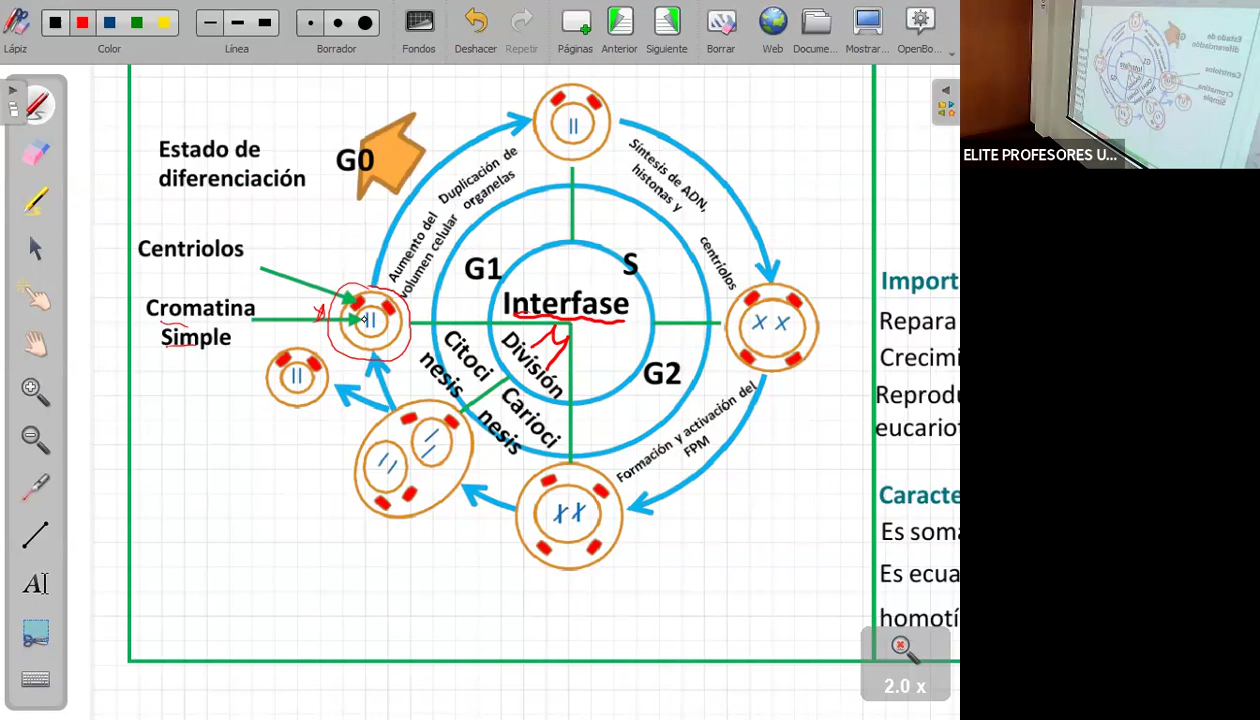 Lápiz
Color
Línea
Borrador
Fondos
Deshacer
Repetir
Páginas
Anterior
Siguiente
Borrar
Web
Docume...
Mostrar...
OpenBo...
ELITE PROFESORES U...
Estado de
diferenciación
G0
Centriolos
Cromatina
Simple
Aumento del
volumen celular
Duplicación de
organelas
Síntesis de ADN,
histonas y
centríolos
G1
S
Interfase
M
División
G2
Citoci
nesis
Carioci
nesis
Formación y activación del
FPM
Import
Repara
Crecimi
Reprodu
eucariot
Caracte
Es soma
Es ecua
homotí
2.0 x